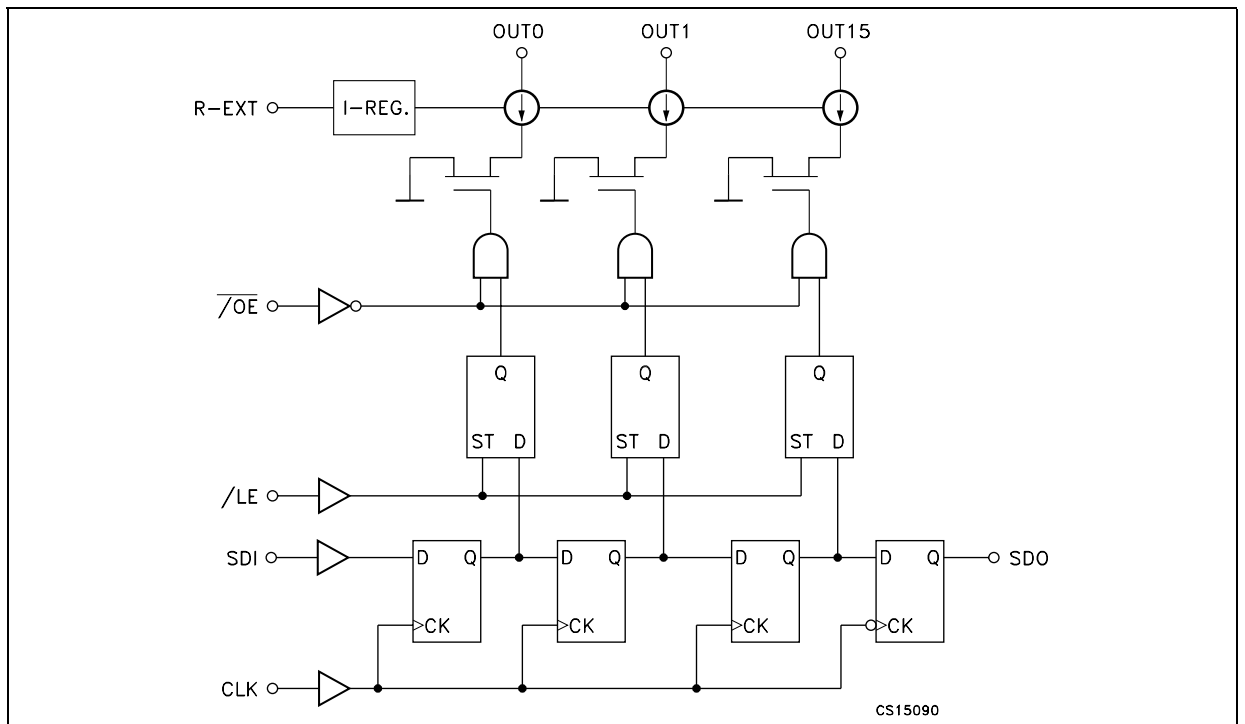 OUT0 OUT1 OUT15
R-EXT I-REG.
/OE
Q Q Q
ST D ST D ST D
/LE
SDI D Q D Q D Q D Q SDO
CK CK CK CK
CLK
CS15090